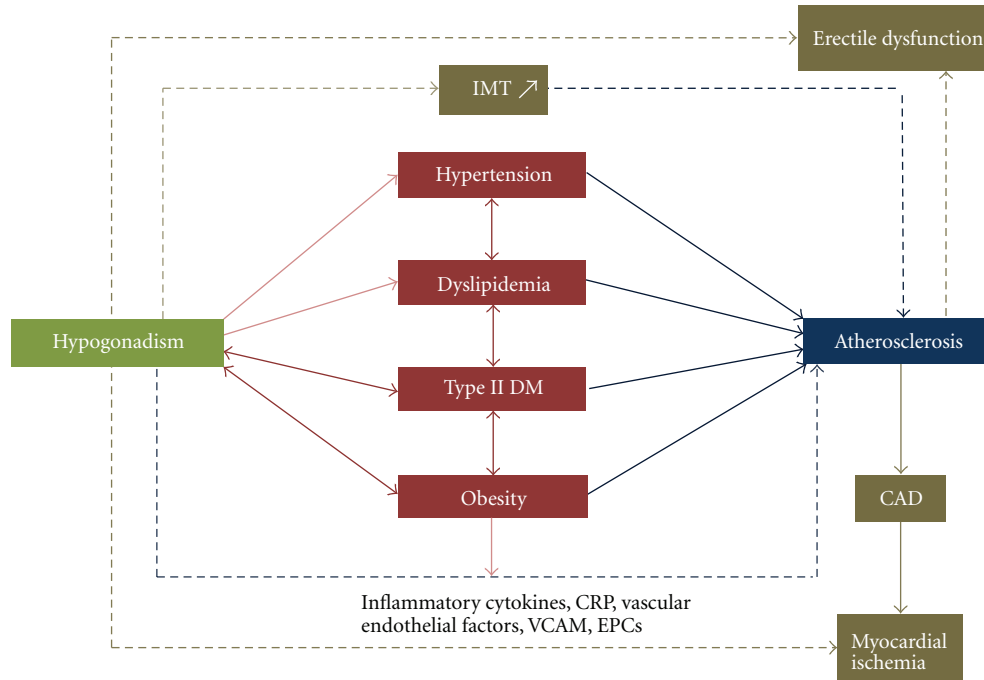 Erectile dysfunction
IMT ↗
Hypertension
Dyslipidemia
Hypogonadism
Atherosclerosis
Type II DM
Obesity
CAD
Inflammatory cytokines, CRP, vascular
endothelial factors, VCAM, EPCs
Myocardial
ischemia